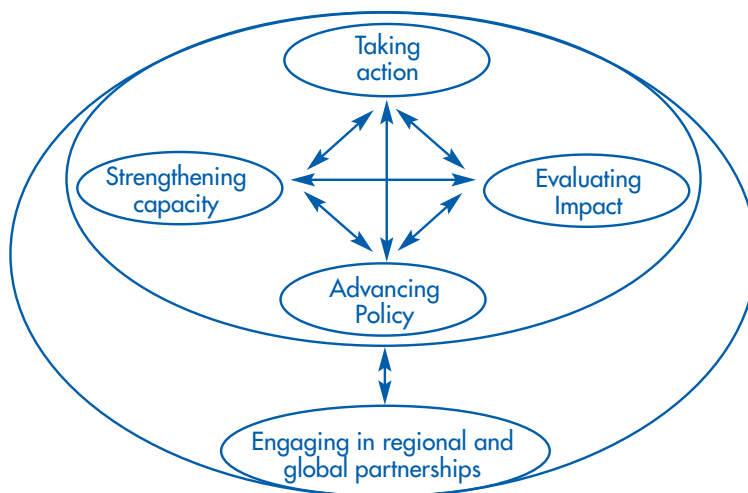 Taking
action
Strengthening
capacity
Evaluating
Impact
Advancing
Policy
Engaging in regional and
global partnerships